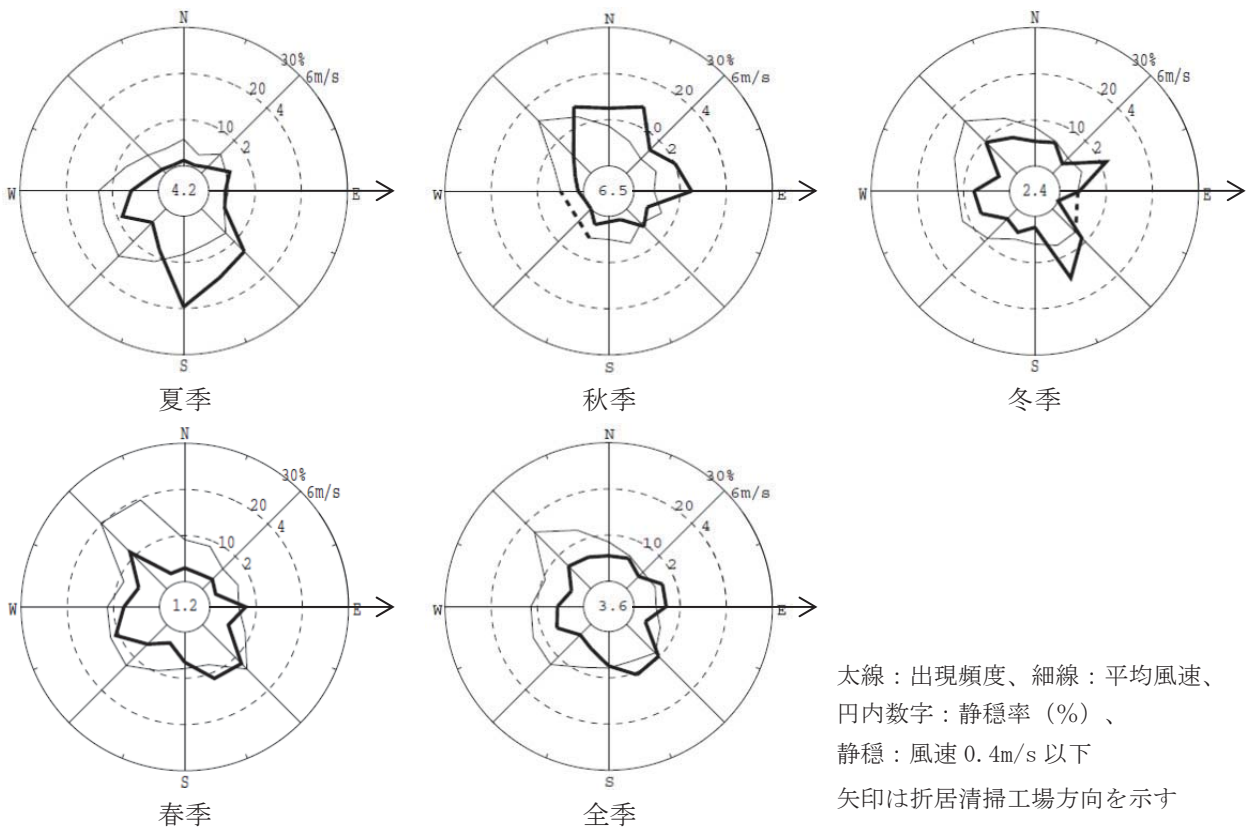 N
30%
6m/s
20
4
10
2
W
4.2
E
S
夏季
N
30%
6m/s
20
4
0
2
W
6.5
E
S
秋季
N
30%
6m/s
20
4
10
2
W
2.4
E
S
冬季
N
30%
6m/s
20
4
10
2
W
1.2
E
S
春季
N
30%
6m/s
20
4
10
2
W
3.6
E
S
全季
太線：出現頻度、細線：平均風速、
円内数字：静穏率（%）、
静穏：風速 0.4m/s 以下
矢印は折居清掃工場方向を示す